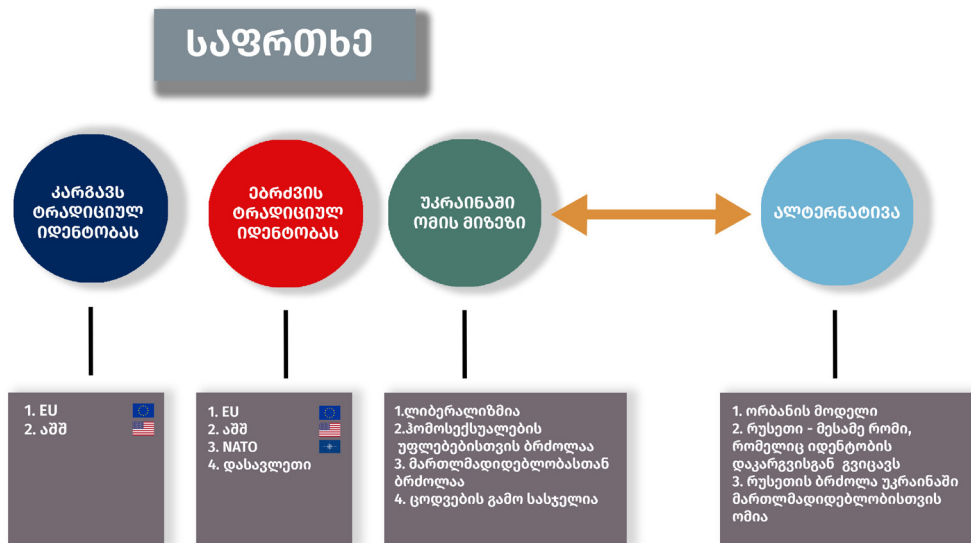 საფრთხე
კარგავს
ტრადიციულ
იდენტობას
ებრძვის
ტრადიციულ
იდენტობას
უკრაინაში
ომის მიზეზი
ალტერნატივა
1. EU
2. აშშ
1. EU
2. აშშ
3. NATO
4. დასავლეთი
1.ლიბერალიზმია
2.ჰომოსექსუალების
უფლებებისთვის ბრძოლაა
3. მართლმადიდებლობასთან
ბრძოლაა
4. ცოდვების გამო სასჯელია
1. ორბანის მოდელი
2. რუსეთი - მესამე რომი,
რომელიც იდენტობის
დაკარგვისგან გვიცავს
3. რუსეთის ბრძოლა უკრაინაში
მართლმადიდებლობისთვის
ომია